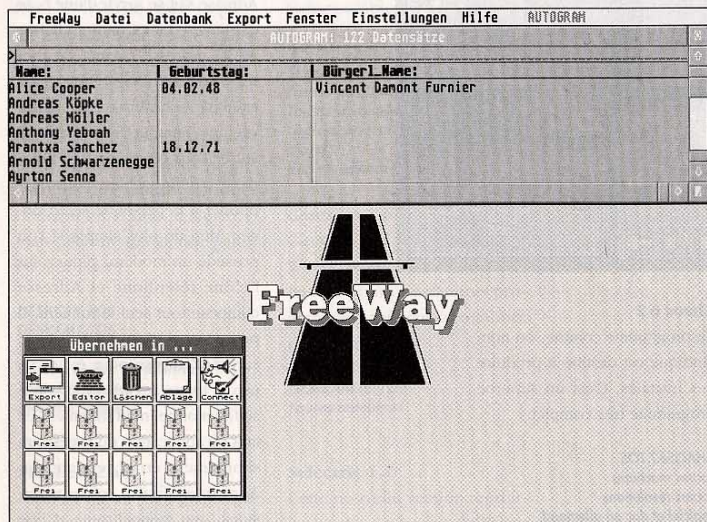 FreeWay Datei Datenbank Export Fenster Einstellungen Hilfe AUTOGRAM
AUTOGRAM: 122 Datensätze
Name: Geburtstag: Bürgerl_Name:
Alice Cooper 04.02.48 Vincent Damont Furnier
Andreas Köpke
Andreas Möller
Anthony Yeboah
Arantxa Sanchez 18.12.71
Arnold Schwarzenegge
Ayrton Senna
FreeWay
Übernehmen in ...
Export Editor Löschen Ablage Connect
Frei Frei Frei Frei Frei
Frei Frei Frei Frei Frei